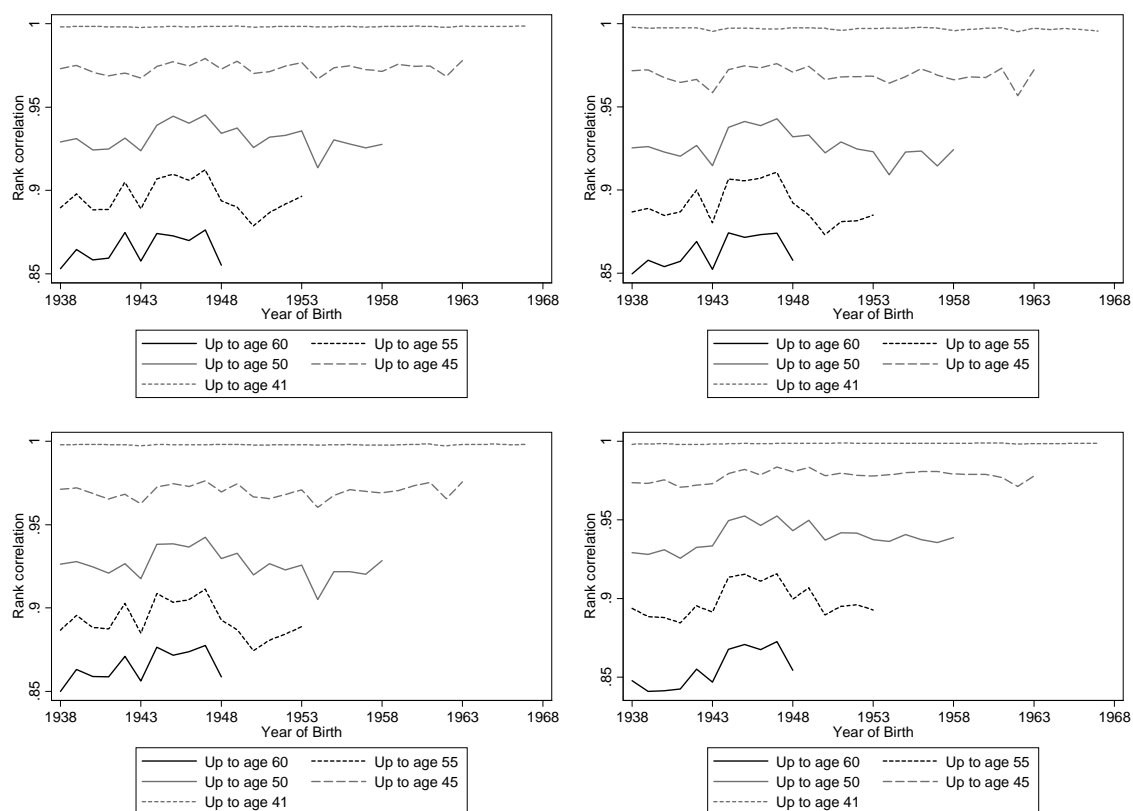 1
.95
.9
.85
Rank correlation
1938 1943 1948 1953 1958 1963 1968
Year of Birth
Up to age 60 Up to age 55
Up to age 50 Up to age 45
Up to age 41
1
.95
.9
.85
Rank correlation
1938 1943 1948 1953 1958 1963 1968
Year of Birth
Up to age 60 Up to age 55
Up to age 50 Up to age 45
Up to age 41
1
.95
.9
.85
Rank correlation
1938 1943 1948 1953 1958 1963 1968
Year of Birth
Up to age 60 Up to age 55
Up to age 50 Up to age 45
Up to age 41
1
.95
.9
.85
Rank correlation
1938 1943 1948 1953 1958 1963 1968
Year of Birth
Up to age 60 Up to age 55
Up to age 50 Up to age 45
Up to age 41